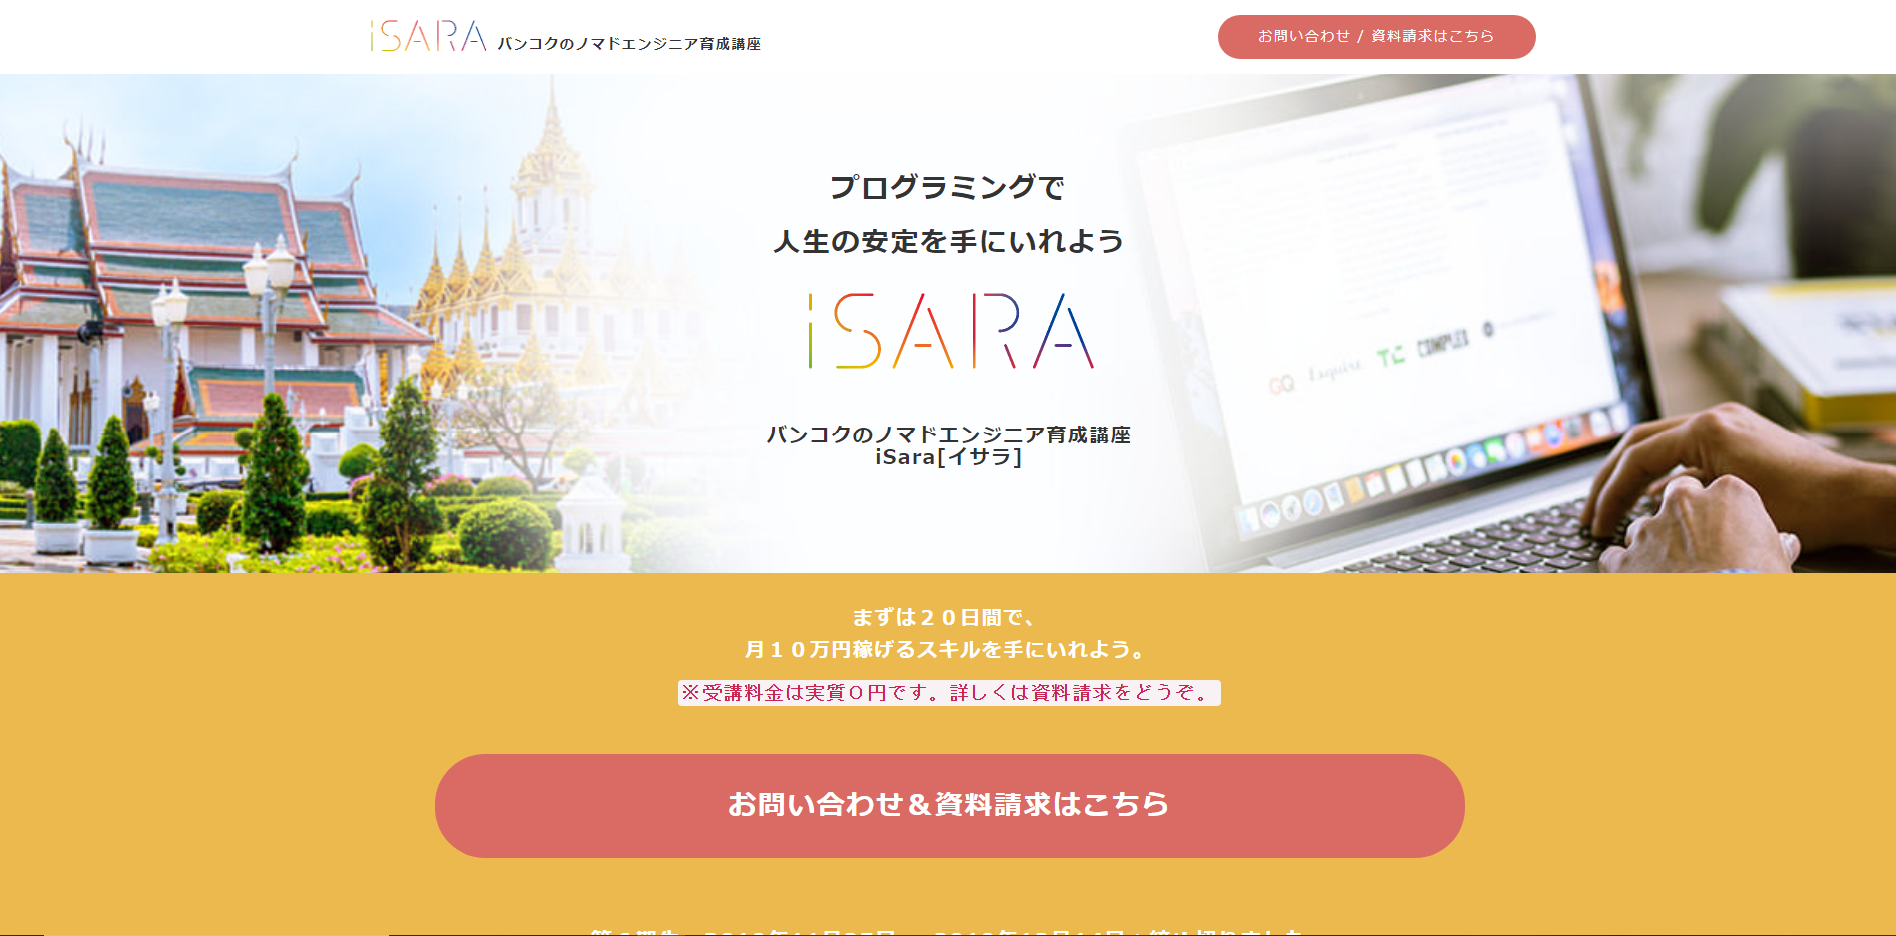 iSARA バンコクのノマドエンジニア育成講座
お問い合わせ / 資料請求はこちら
プログラミングで
人生の安定を手にいれよう
iSARA
バンコクのノマドエンジニア育成講座
iSara[イサラ]
GQ Esquire TC COMPLEX
まずは２０日間で、
月１０万円稼げるスキルを手にいれよう。
※受講料金は実質０円です。詳しくは資料請求をどうぞ。
お問い合わせ＆資料請求はこちら